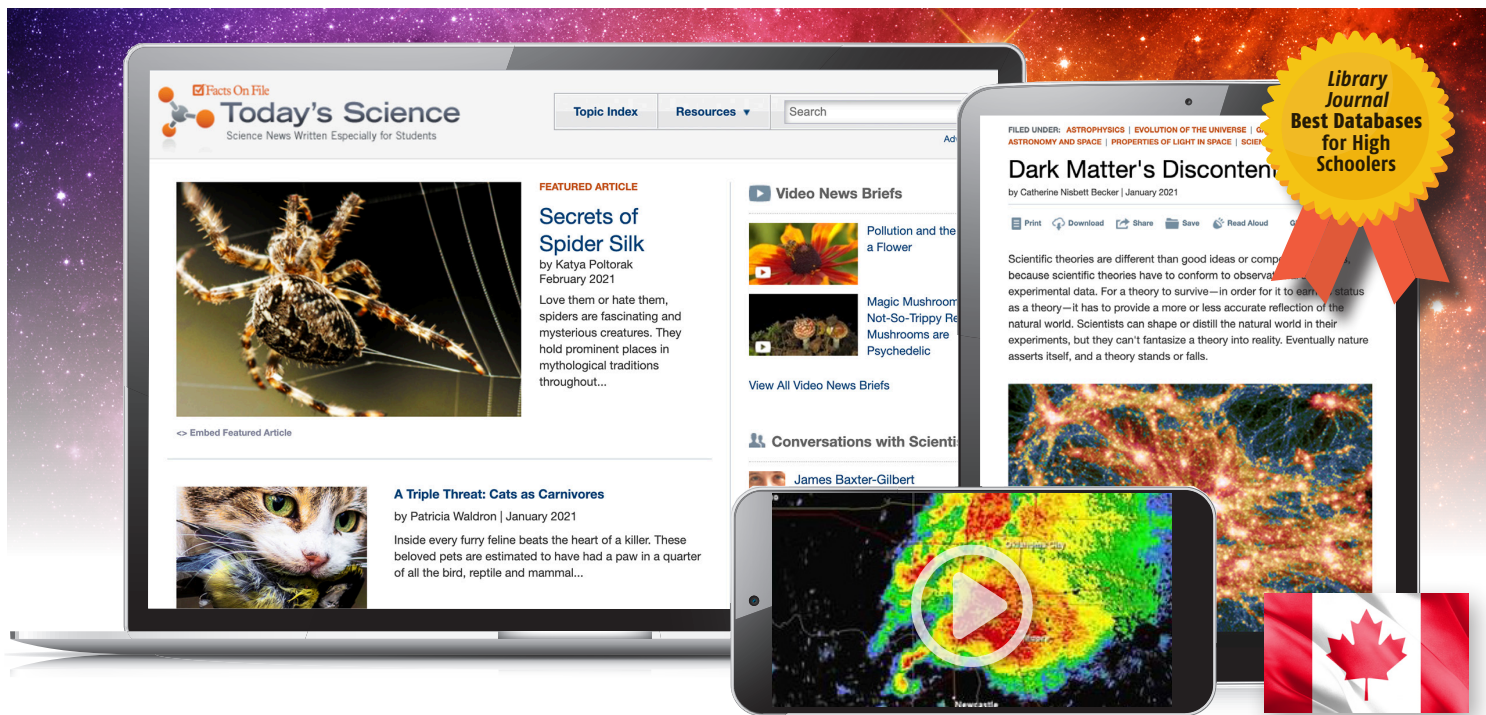 Facts On File
Today's Science
Science News Written Especially for Students
Topic Index
Resources
Search
FEATURED ARTICLE
Secrets of
Spider Silk
by Katya Poltorak
February 2021
Love them or hate them,
spiders are fascinating and
mysterious creatures. They
hold prominent places in
mythological traditions
throughout...
<> Embed Featured Article
A Triple Threat: Cats as Carnivores
by Patricia Waldron | January 2021
Inside every furry feline beats the heart of a killer. These
beloved pets are estimated to have had a paw in a quarter
of all the bird, reptile and mammal...
Video News Briefs
Pollution and the
a Flower
Magic Mushroom
Not-So-Trippy Re
Mushrooms are
Psychedelic
View All Video News Briefs
Conversations with Scienti
James Baxter-Gilbert
FILED UNDER: ASTROPHYSICS | EVOLUTION OF THE UNIVERSE |
ASTRONOMY AND SPACE | PROPERTIES OF LIGHT IN SPACE | SCIEN
Dark Matter's Disconten
by Catherine Nisbett Becker | January 2021
Print Download Share Save Read Aloud
Scientific theories are different than good ideas or comp
because scientific theories have to conform to observat
experimental data. For a theory to survive—in order for it to earn status
as a theory—it has to provide a more or less accurate reflection of the
natural world. Scientists can shape or distill the natural world in their
experiments, but they can't fantasize a theory into reality. Eventually nature
asserts itself, and a theory stands or falls.
Library
Journal
Best Databases
for High
Schoolers
Oklahoma City
Moore
Newcastle